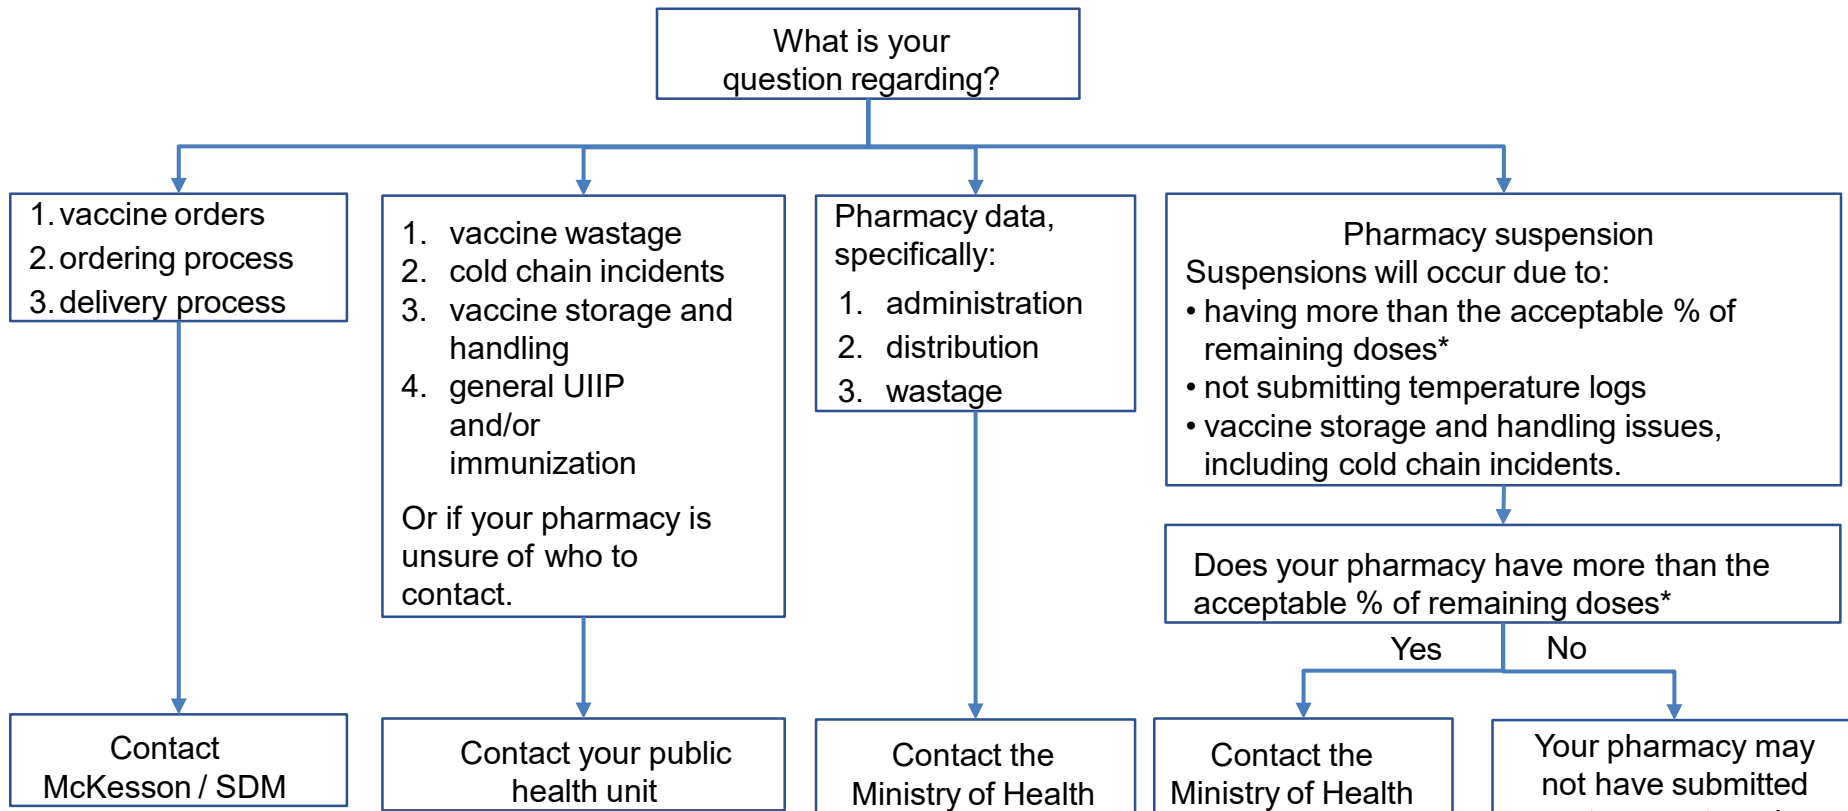 What is your
question regarding?
1. vaccine orders
2. ordering process
3. delivery process
1. vaccine wastage
2. cold chain incidents
3. vaccine storage and
handling
4. general UIIP
and/or
immunization
Or if your pharmacy is
unsure of who to
contact.
Pharmacy data,
specifically:
1. administration
2. distribution
3. wastage
Pharmacy suspension
Suspensions will occur due to:
• having more than the acceptable % of
remaining doses*
• not submitting temperature logs
• vaccine storage and handling issues,
including cold chain incidents.
Does your pharmacy have more than the
acceptable % of remaining doses*
Yes
No
Contact
McKesson / SDM
Contact your public
health unit
Contact the
Ministry of Health
Contact the
Ministry of Health
Your pharmacy may
not have submitted